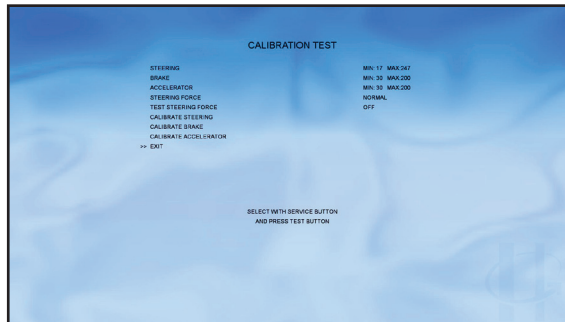 CALIBRATION TEST
STEERING MIN: 17 MAX:247
BRAKE MIN: 30 MAX:200
ACCELERATOR MIN: 30 MAX:200
STEERING FORCE NORMAL
TEST STEERING FORCE OFF
CALIBRATE STEERING
CALIBRATE BRAKE
CALIBRATE ACCELERATOR
>> EXIT
SELECT WITH SERVICE BUTTON
AND PRESS TEST BUTTON